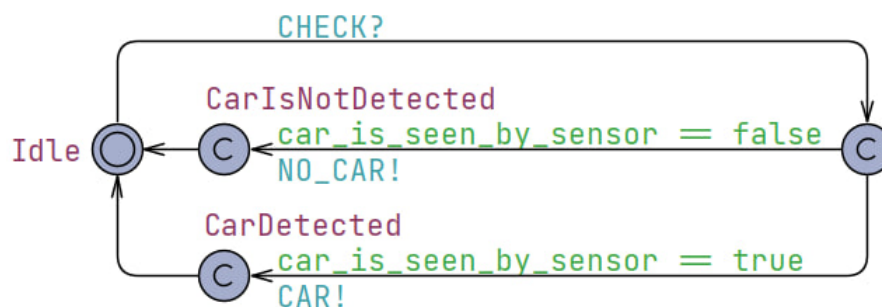 CHECK?
CarIsNotDetected
Idle
car_is_seen_by_sensor == false
C
C
NO_CAR!
CarDetected
car_is_seen_by_sensor == true
C
CAR!